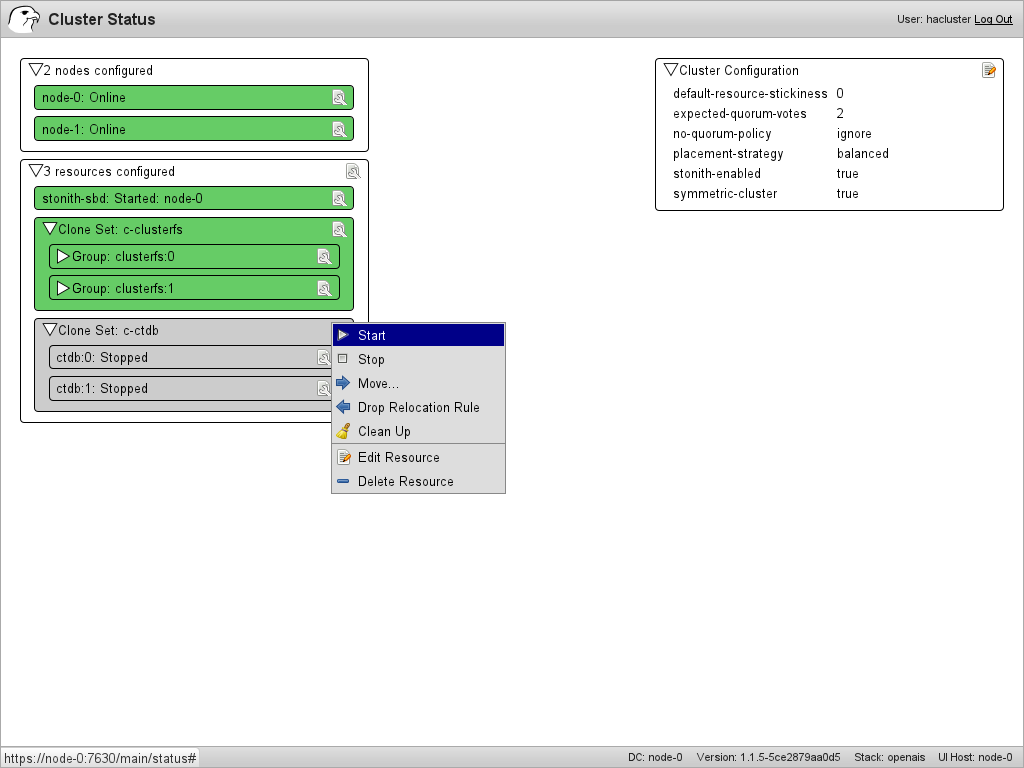 Cluster Status
User: hacluster Log Out
2 nodes configured
node-0: Online
node-1: Online
3 resources configured
stonith-sbd: Started: node-0
Clone Set: c-clusterfs
Group: clusterfs:0
Group: clusterfs:1
Clone Set: c-ctdb
ctdb:0: Stopped
ctdb:1: Stopped
Start
Stop
Move...
Drop Relocation Rule
Clean Up
Edit Resource
Delete Resource
Cluster Configuration
default-resource-stickiness 0
expected-quorum-votes 2
no-quorum-policy ignore
placement-strategy balanced
stonith-enabled true
symmetric-cluster true
https://node-0:7630/main/status#
DC: node-0 Version: 1.1.5-5ce2879aa0d5 Stack: openais UI Host: node-0